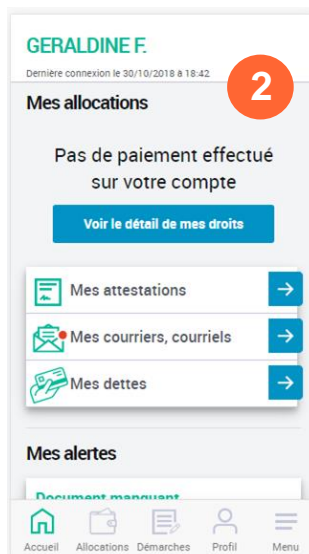 GERALDINE F.
Dernière connexion le 30/10/2018 à 18:42
2
Mes allocations
Pas de paiement effectué
sur votre compte
Voir le détail de mes droits
Mes attestations
Mes courriers, courriels
Mes dettes
Mes alertes
Document manquant
Accueil Allocations Démarches Profil Menu